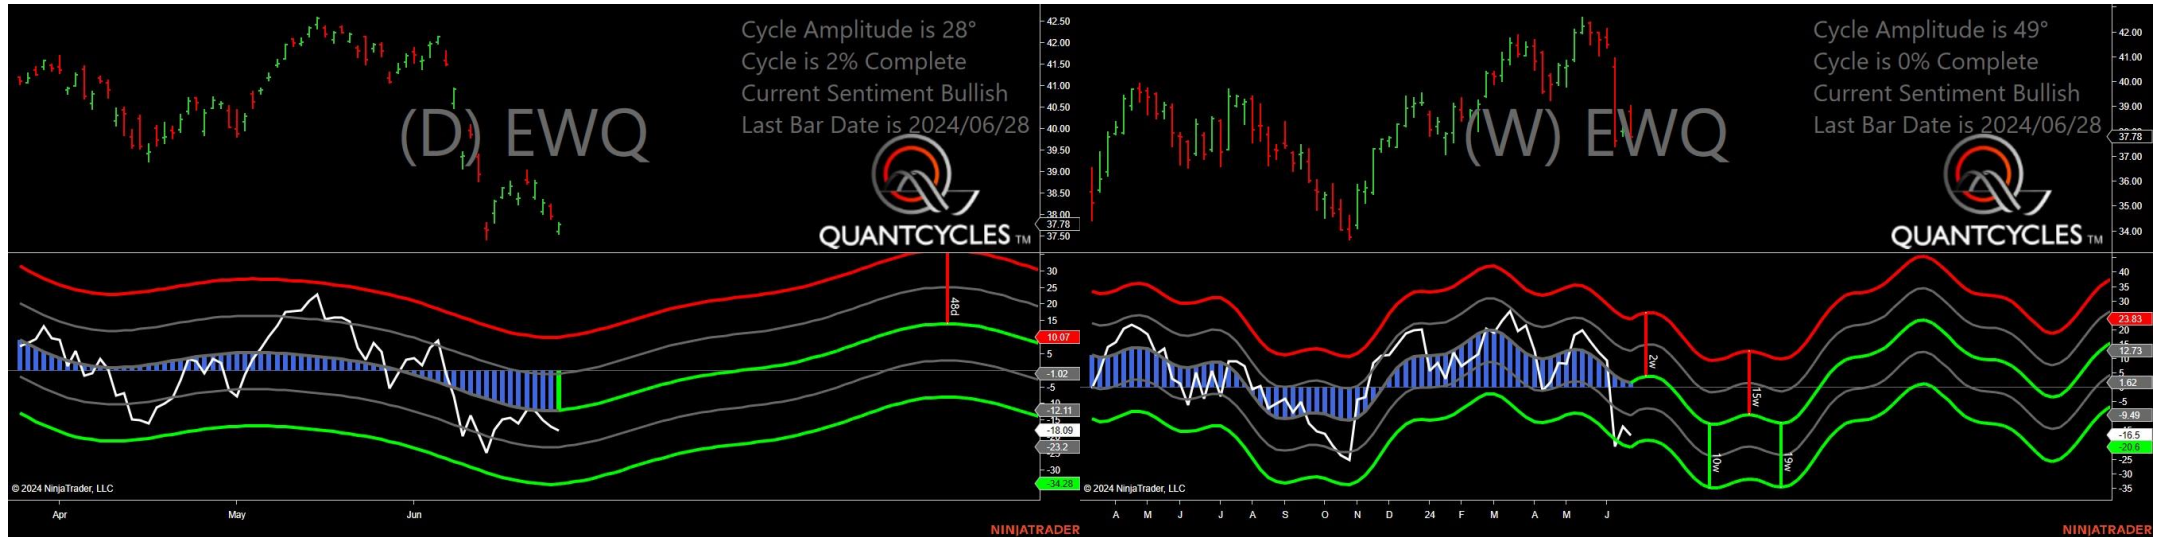 Cycle Amplitude is 28°
Cycle is 2% Complete
Current Sentiment Bullish
Last Bar Date is 2024/06/28
(D) EWQ
QUANTCYCLES TM
42.50
42.00
41.50
41.00
40.50
40.00
39.50
39.00
38.50
38.00
37.78
37.50
48d
30
25
20
15
10.07
5
-1.02
-5
-12.11
-18.09
-23.2
-25
-30
-34.28
© 2024 NinjaTrader, LLC
Apr May Jun
NINJATRADER
Cycle Amplitude is 49°
Cycle is 0% Complete
Current Sentiment Bullish
Last Bar Date is 2024/06/28
(W) EWQ
QUANTCYCLES TM
42.00
41.00
40.00
39.00
37.78
37.00
36.00
35.00
34.00
2w
15w
10w
19w
40
35
30
23.83
20
12.73
5
1.62
-5
-9.49
-16.5
-20.6
-25
-30
-35
© 2024 NinjaTrader, LLC
A M J J A S O N D 24 F M A M J
NINJATRADER